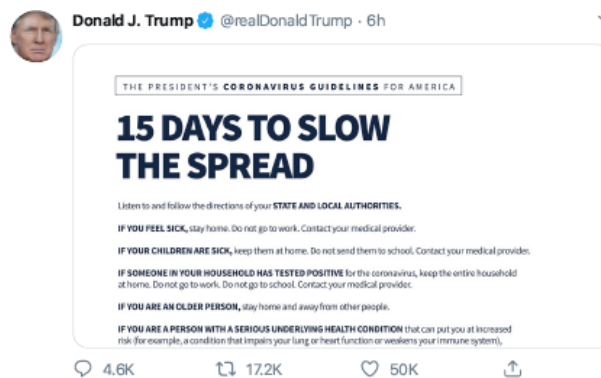 Donald J. Trump @realDonaldTrump · 6h
THE PRESIDENT'S CORONAVIRUS GUIDELINES FOR AMERICA
15 DAYS TO SLOW
THE SPREAD
Listen to and follow the directions of your STATE AND LOCAL AUTHORITIES.
IF YOU FEEL SICK, stay home. Do not go to work. Contact your medical provider.
IF YOUR CHILDREN ARE SICK, keep them at home. Do not send them to school. Contact your medical provider.
IF SOMEONE IN YOUR HOUSEHOLD HAS TESTED POSITIVE for the coronavirus, keep the entire household
at home. Do not go to work. Do not go to school. Contact your medical provider.
IF YOU ARE AN OLDER PERSON, stay home and away from other people.
IF YOU ARE A PERSON WITH A SERIOUS UNDERLYING HEALTH CONDITION that can put you at increased
risk (for example, a condition that impairs your lung or heart function or weakens your immune system),
4.6K 17.2K 50K